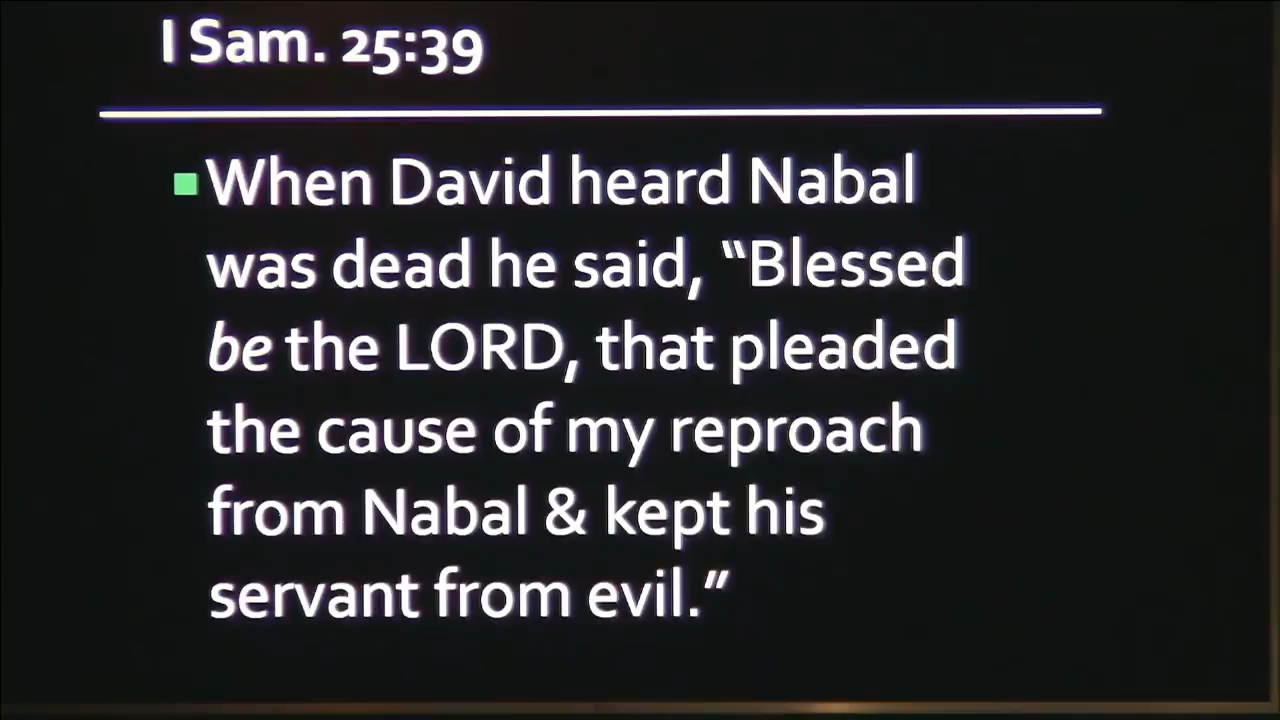 I Sam. 25:39
When David heard Nabal
was dead he said, “Blessed
be the LORD, that pleaded
the cause of my reproach
from Nabal & kept his
servant from evil.”